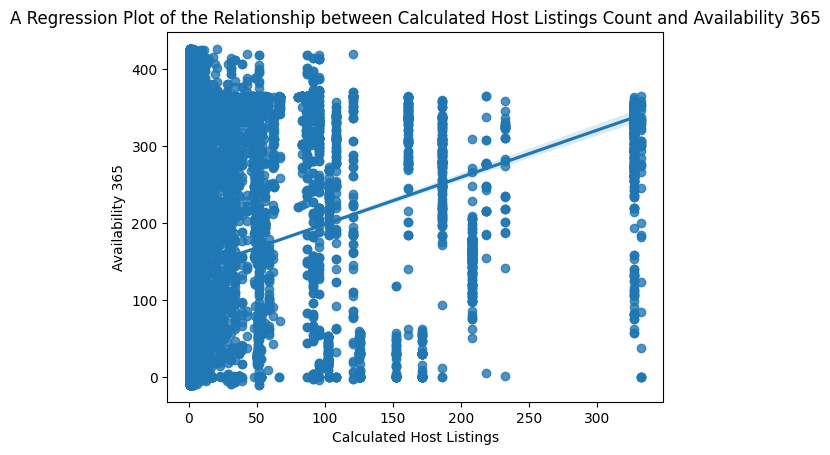 A Regression Plot of the Relationship between Calculated Host Listings Count and Availability 365
400
300
200
100
0
Availability 365
0 50 100 150 200 250 300
Calculated Host Listings